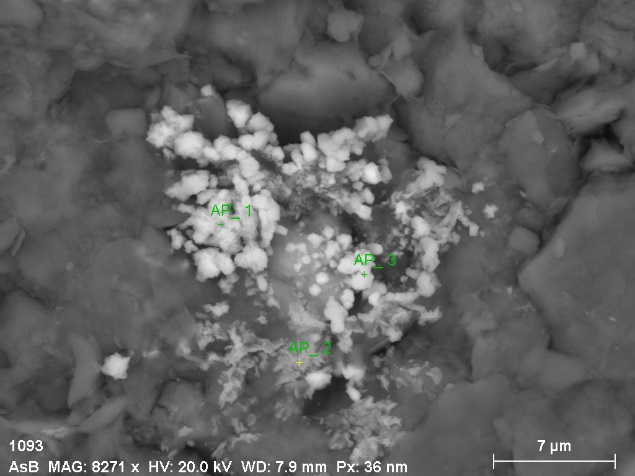 AP_1
AP_3
AP_2
1093
7 µm
AsB MAG: 8271 x HV: 20.0 kV WD: 7.9 mm Px: 36 nm